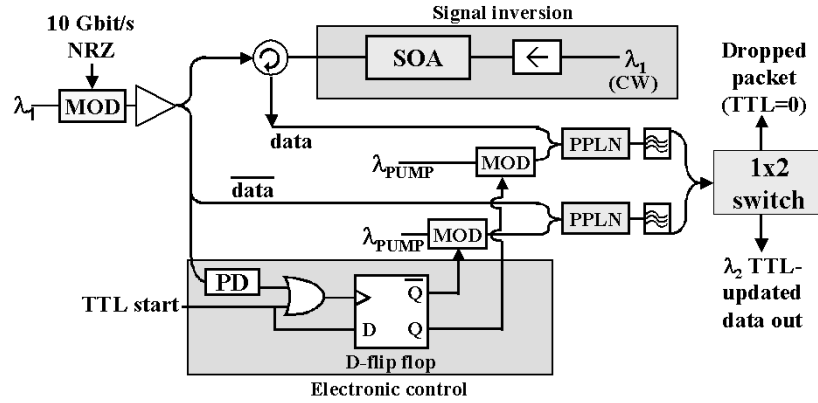 Signal inversion
10 Gbit/s
NRZ
λ1
MOD
SOA
λ1
(CW)
Dropped
packet
(TTL=0)
data
λPUMP
MOD
PPLN
1x2
switch
data
λPUMP
MOD
PPLN
λ2 TTL-
updated
data out
PD
TTL start
Q
D
Q
D-flip flop
Electronic control